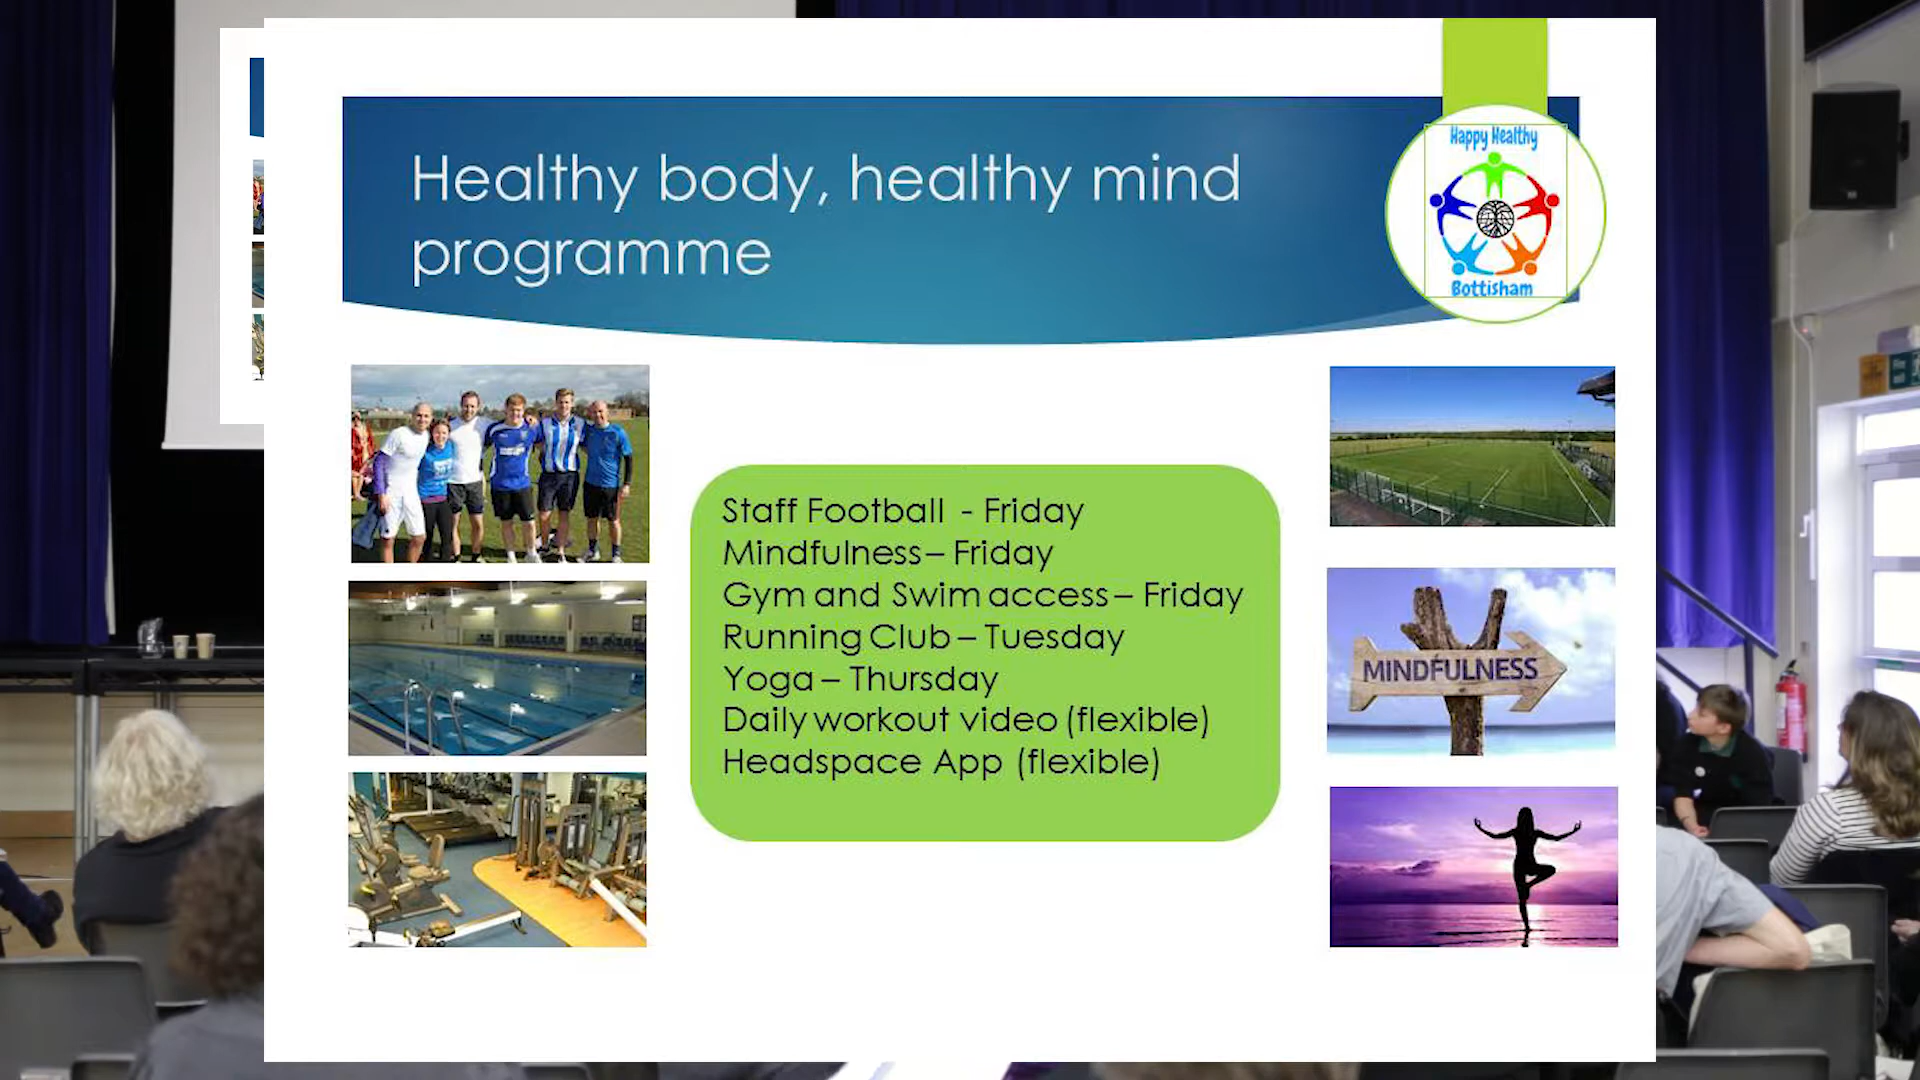 Healthy body, healthy mind
programme
Happy Healthy
Bottisham
Staff Football - Friday
Mindfulness – Friday
Gym and Swim access – Friday
Running Club – Tuesday
Yoga – Thursday
Daily workout video (flexible)
Headspace App (flexible)
MINDFULNESS